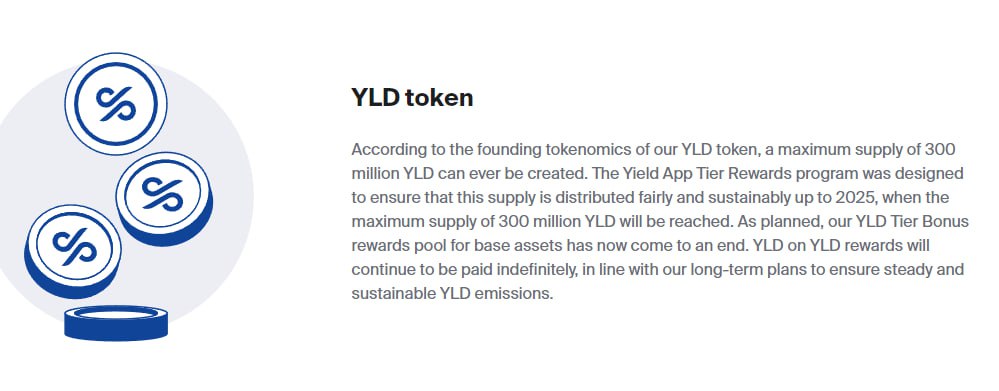 YLD token
According to the founding tokenomics of our YLD token, a maximum supply of 300
million YLD can ever be created. The Yield App Tier Rewards program was designed
to ensure that this supply is distributed fairly and sustainably up to 2025, when the
maximum supply of 300 million YLD will be reached. As planned, our YLD Tier Bonus
rewards pool for base assets has now come to an end. YLD on YLD rewards will
continue to be paid indefinitely, in line with our long-term plans to ensure steady and
sustainable YLD emissions.